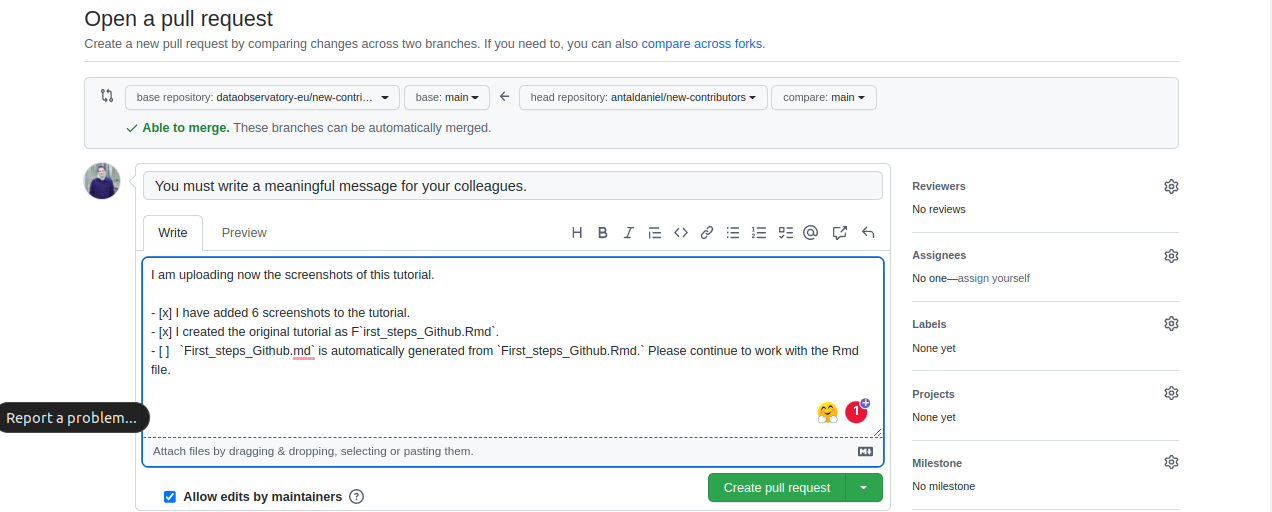 Open a pull request
Create a new pull request by comparing changes across two branches. If you need to, you can also compare across forks.
base repository: dataobservatory-eu/new-contri... base: main ← head repository: antaldaniel/new-contributors compare: main
✓ Able to merge. These branches can be automatically merged.
You must write a meaningful message for your colleagues.
Write Preview
I am uploading now the screenshots of this tutorial.
- [x] I have added 6 screenshots to the tutorial.
- [x] I created the original tutorial as F`irst_steps_Github.Rmd`.
- [ ] `First_steps_Github.md` is automatically generated from `First_steps_Github.Rmd.` Please continue to work with the Rmd
file.
1
Attach files by dragging & dropping, selecting or pasting them.
Allow edits by maintainers
Create pull request
Report a problem...
Reviewers
No reviews
Assignees
No one—assign yourself
Labels
None yet
Projects
None yet
Milestone
No milestone